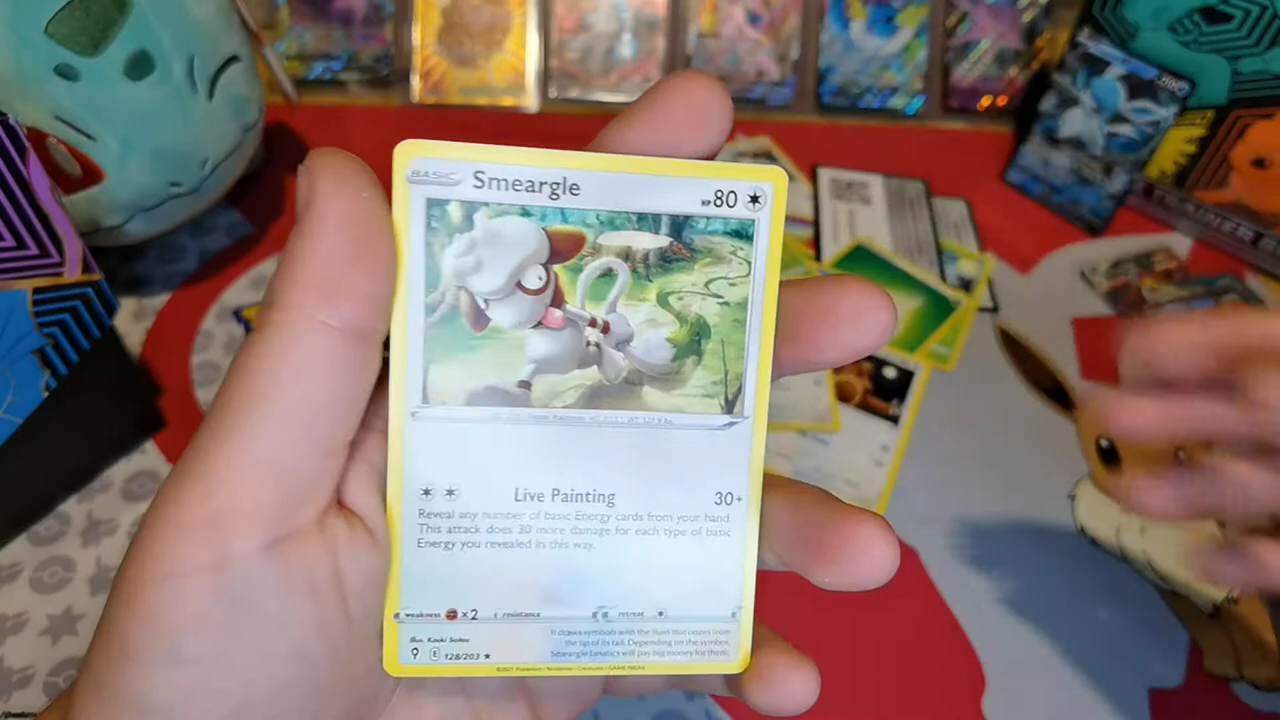 BASIC Smeargle HP 80
Live Painting 30+
Reveal any number of basic Energy cards from your hand.
This attack does 30 more damage for each type of basic
Energy you revealed in this way.
weakness ×2 resistance retreat
Illus. Kouki Saitou
It draws symbols with the fluid that oozes from
the tip of its tail. Depending on the symbol,
Smeargle fanatics will pay big money for them.
E 128/203 ★
©2021 Pokémon / Nintendo / Creatures / GAME FREAK